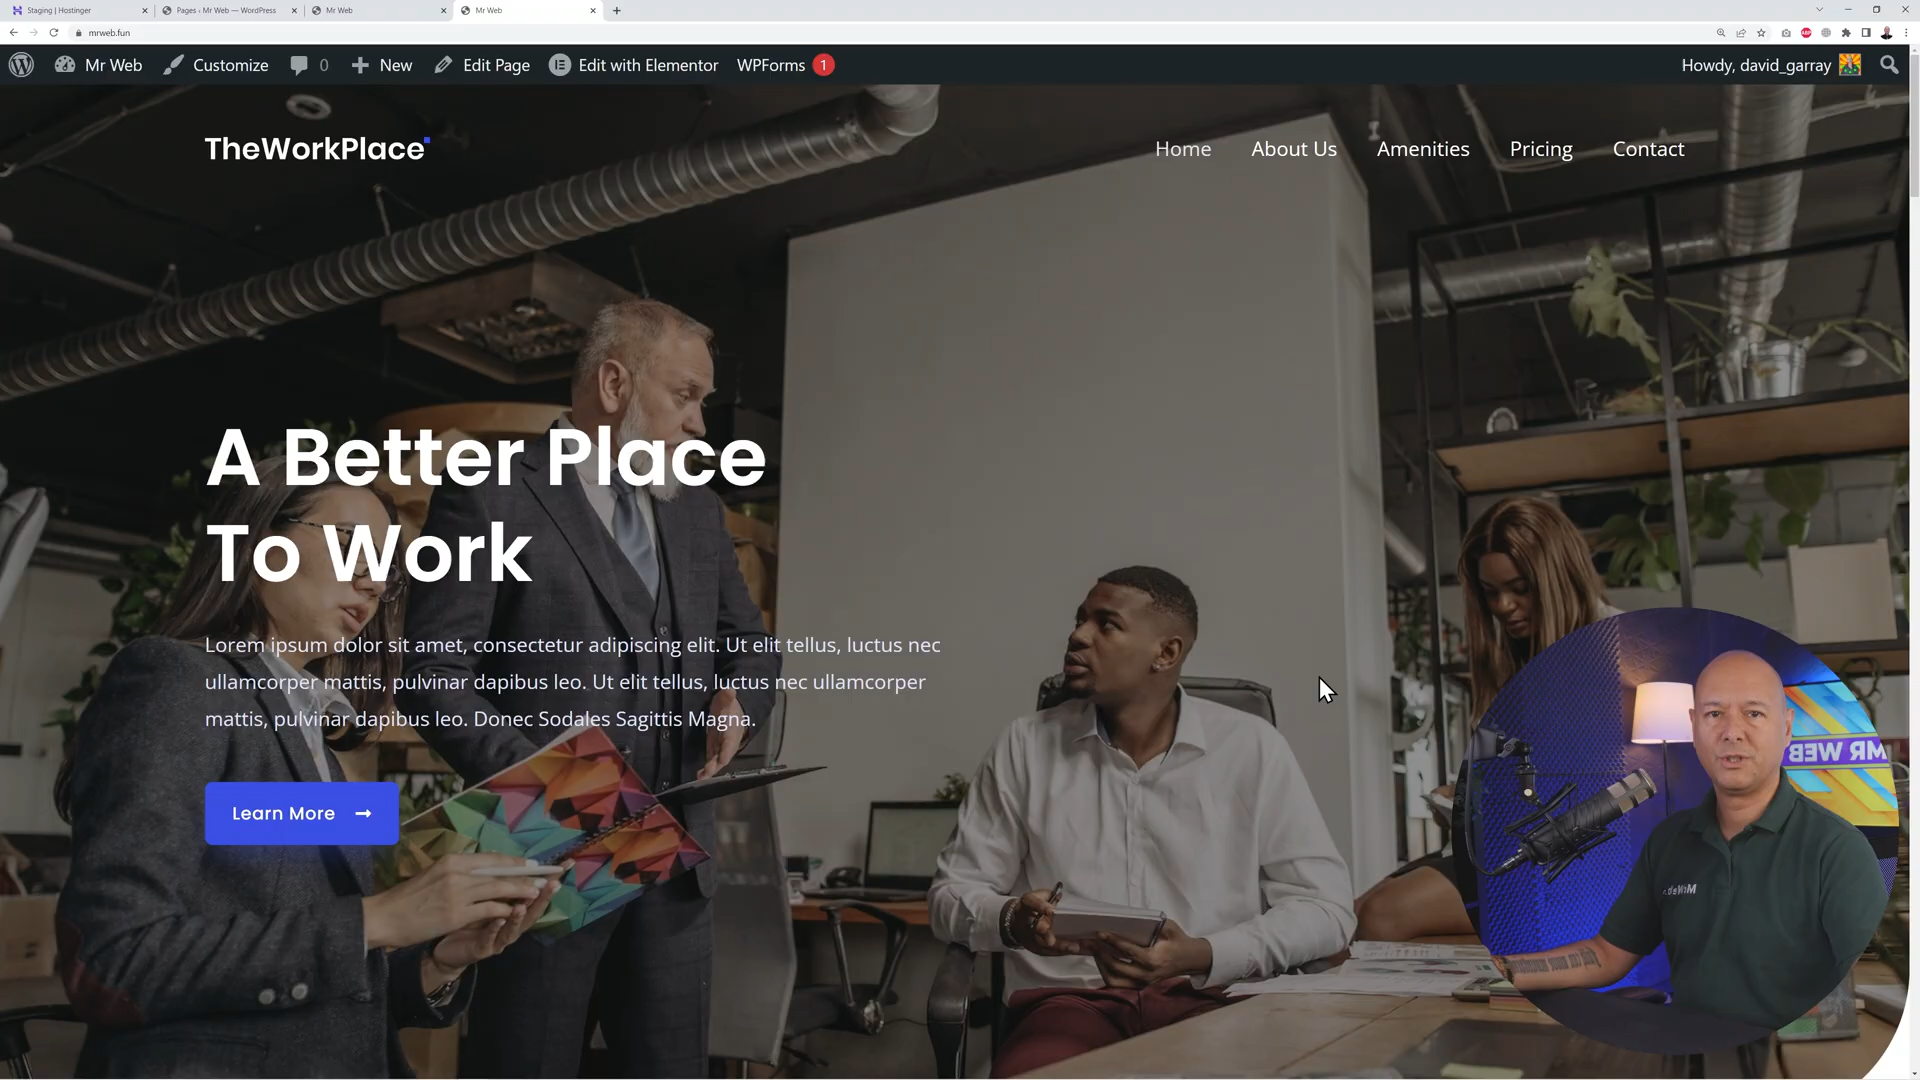 Staging | Hostinger
Pages ‹ Mr Web — WordPress
Mr Web
Mr Web
mrweb.fun
Mr Web
Customize
0
New
Edit Page
Edit with Elementor
WPForms 1
Howdy, david_garray
TheWorkPlace
Home
About Us
Amenities
Pricing
Contact
A Better Place
To Work
Lorem ipsum dolor sit amet, consectetur adipiscing elit. Ut elit tellus, luctus nec
ullamcorper mattis, pulvinar dapibus leo. Ut elit tellus, luctus nec ullamcorper
mattis, pulvinar dapibus leo. Donec Sodales Sagittis Magna.
Learn More
MR WEB